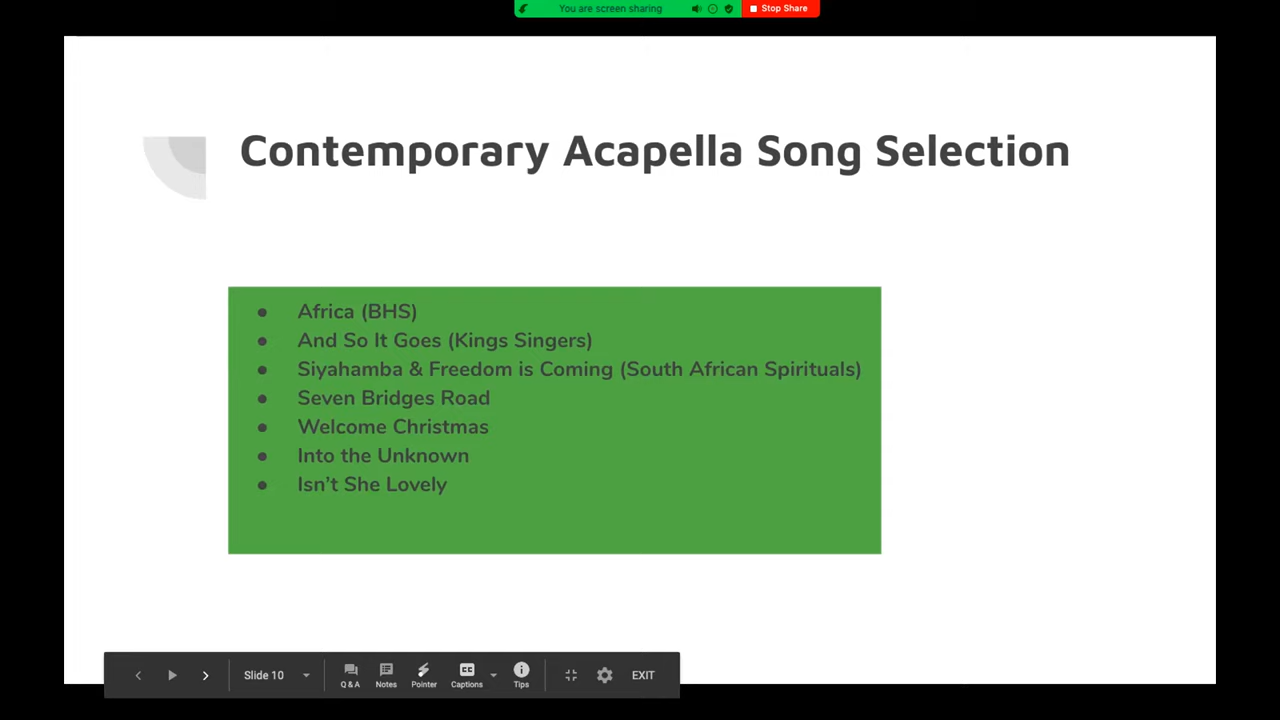 You are screen sharing
Stop Share
Contemporary Acapella Song Selection
● Africa (BHS)
● And So It Goes (Kings Singers)
● Siyahamba & Freedom is Coming (South African Spirituals)
● Seven Bridges Road
● Welcome Christmas
● Into the Unknown
● Isn’t She Lovely
Slide 10 Q & A Notes Pointer Captions Tips EXIT